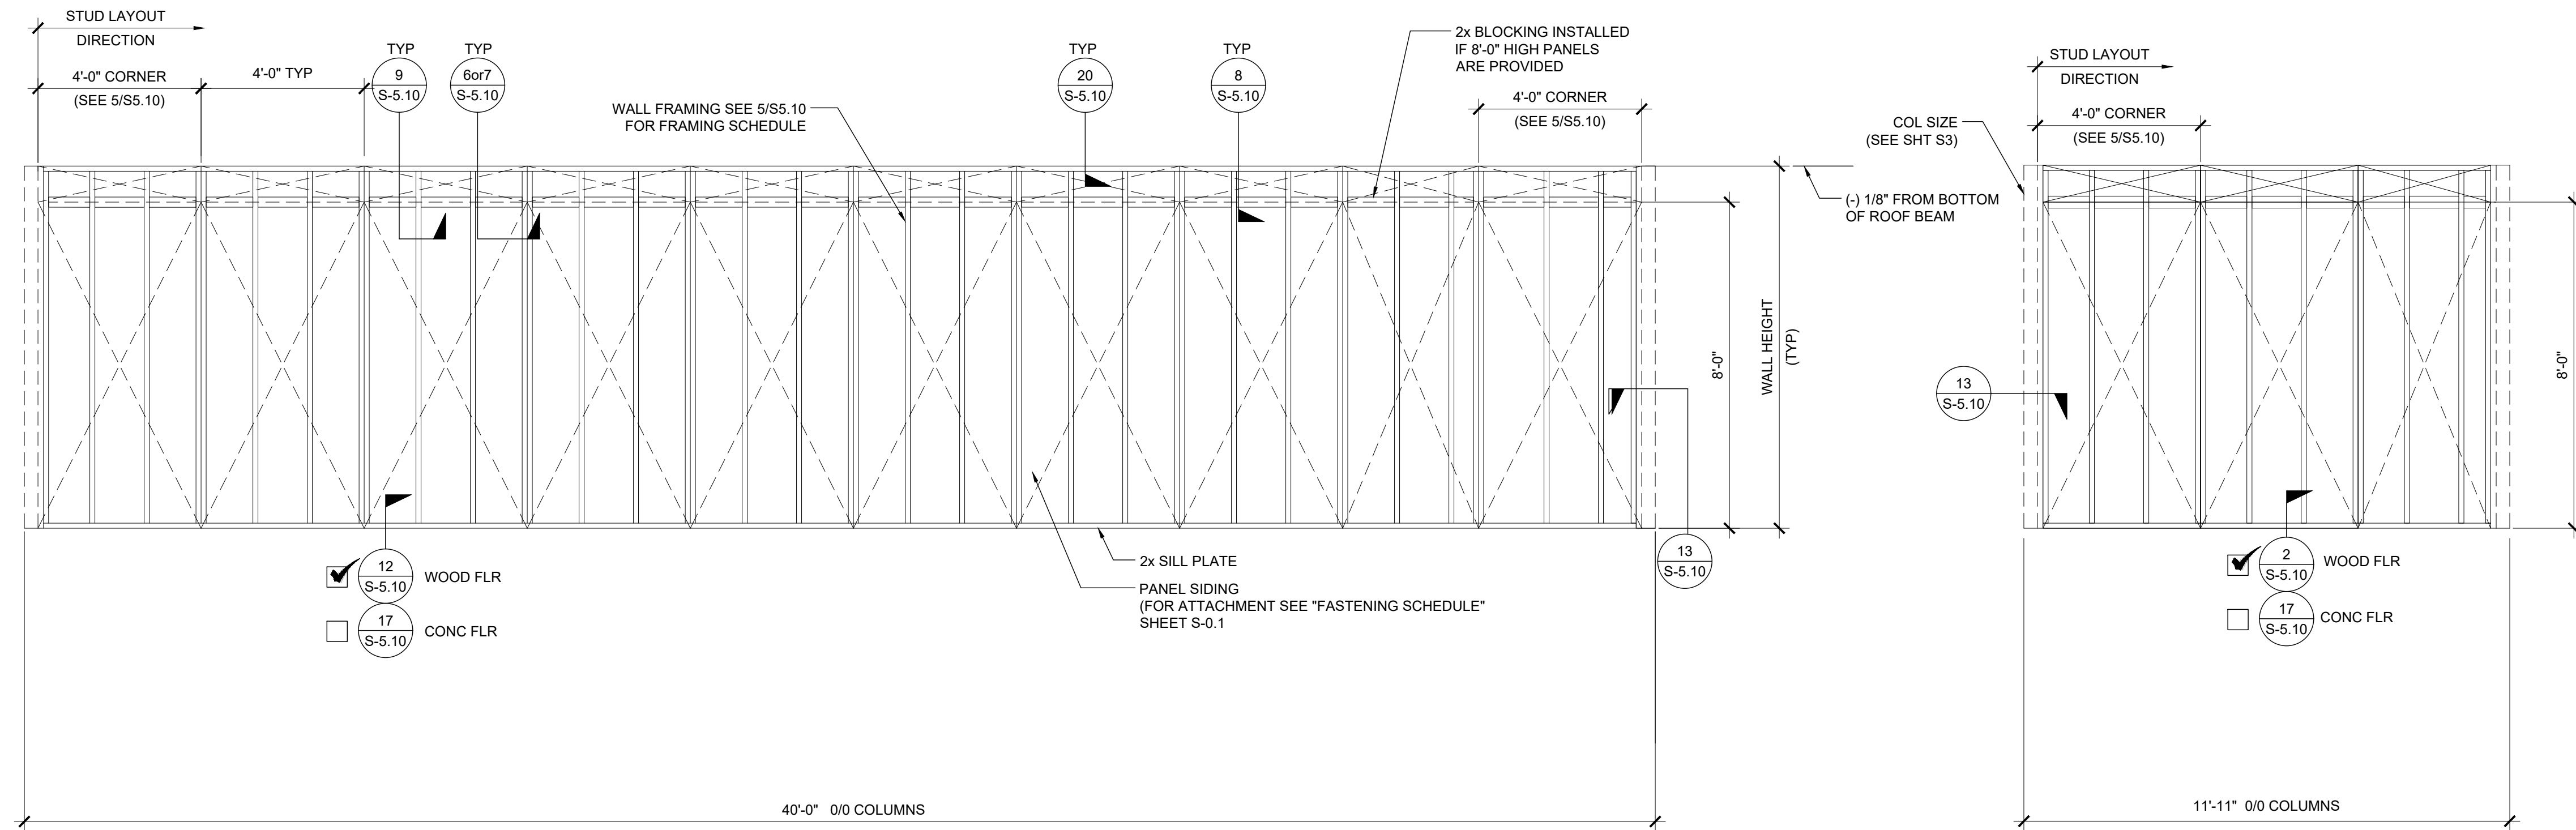 STUD LAYOUT
DIRECTION
4'-0" CORNER
(SEE 5/S5.10)
4'-0" TYP
TYP
9
S-5.10
TYP
6or7
S-5.10
WALL FRAMING SEE 5/S5.10
FOR FRAMING SCHEDULE
TYP
20
S-5.10
TYP
8
S-5.10
2x BLOCKING INSTALLED
IF 8'-0" HIGH PANELS
ARE PROVIDED
4'-0" CORNER
(SEE 5/S5.10)
8'-0"
WALL HEIGHT
(TYP)
(-) 1/8" FROM BOTTOM
OF ROOF BEAM
12
S-5.10
WOOD FLR
17
S-5.10
CONC FLR
2x SILL PLATE
PANEL SIDING
(FOR ATTACHMENT SEE "FASTENING SCHEDULE"
SHEET S-0.1
13
S-5.10
40'-0" 0/0 COLUMNS
STUD LAYOUT
DIRECTION
4'-0" CORNER
(SEE 5/S5.10)
COL SIZE
(SEE SHT S3)
13
S-5.10
8'-0"
2
S-5.10
WOOD FLR
17
S-5.10
CONC FLR
11'-11" 0/0 COLUMNS